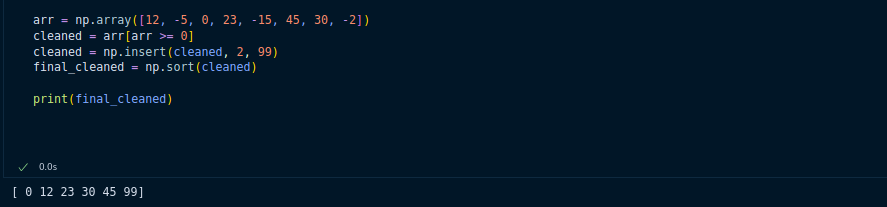 arr = np.array([12, -5, 0, 23, -15, 45, 30, -2])
cleaned = arr[arr >= 0]
cleaned = np.insert(cleaned, 2, 99)
final_cleaned = np.sort(cleaned)
print(final_cleaned)
✓ 0.0s
[ 0 12 23 30 45 99]